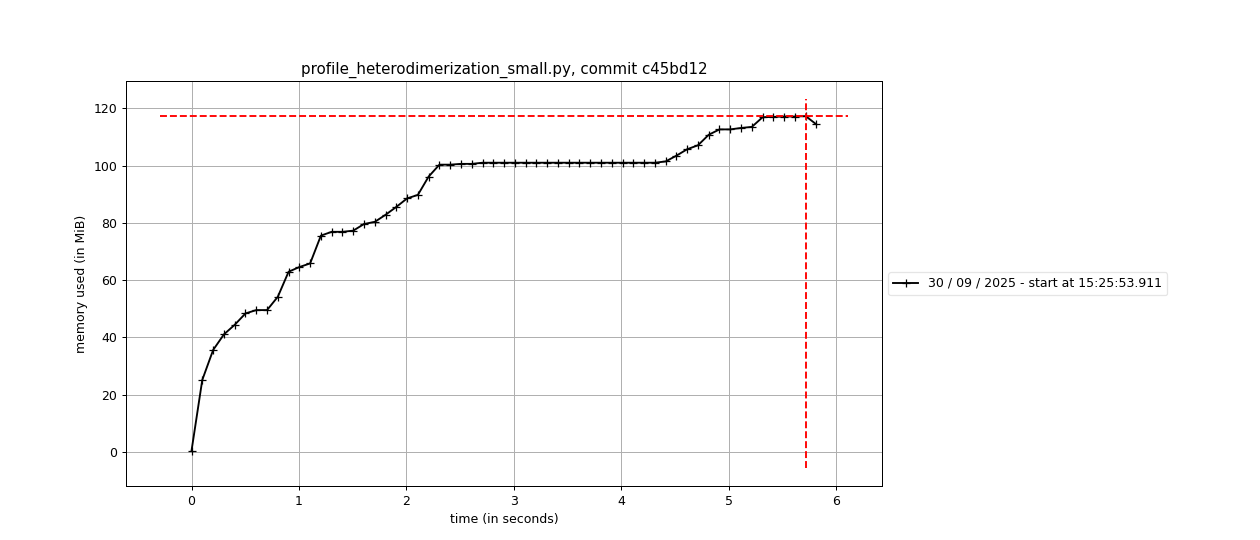 profile_heterodimerization_small.py, commit c45bd12
120
100
80
60
40
20
0
memory used (in MiB)
0 1 2 3 4 5 6
time (in seconds)
30 / 09 / 2025 - start at 15:25:53.911